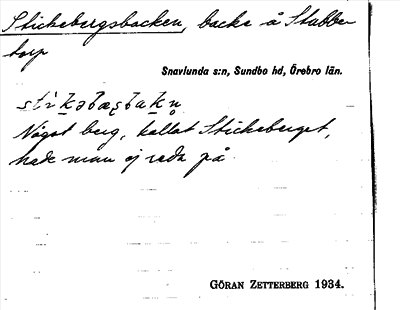 Stickebergsbacken, backe å Stubbe-
torp
Snavlunda s:n, Sundbo hd, Örebro län.
Något berg, kallat Stickeberget,
hade man ej reda på.
GÖRAN ZETTERBERG 1934.